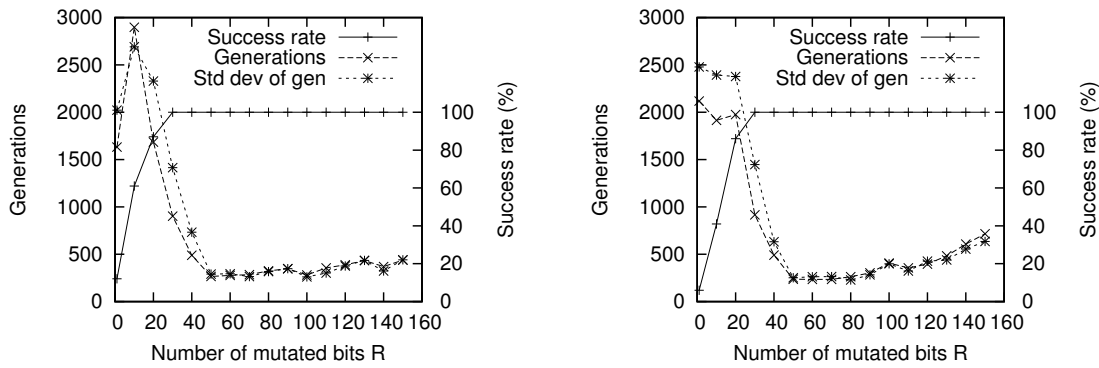 3000
2500
2000
1500
1000
500
0
0 20 40 60 80 100 120 140 160
100
80
60
40
20
0
Generations
Success rate (%)
Number of mutated bits R
Success rate
Generations
Std dev of gen
3000
2500
2000
1500
1000
500
0
0 20 40 60 80 100 120 140 160
100
80
60
40
20
0
Generations
Success rate (%)
Number of mutated bits R
Success rate
Generations
Std dev of gen